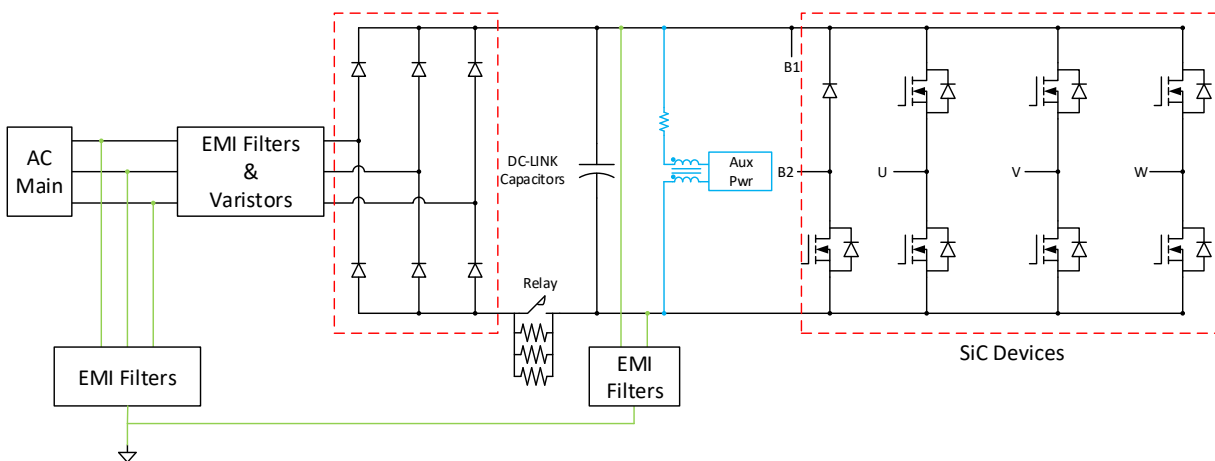 AC
Main
EMI Filters
&
Varistors
EMI Filters
DC-LINK
Capacitors
Relay
EMI
Filters
Aux
Pwr
B1
B2
U
V
W
SiC Devices